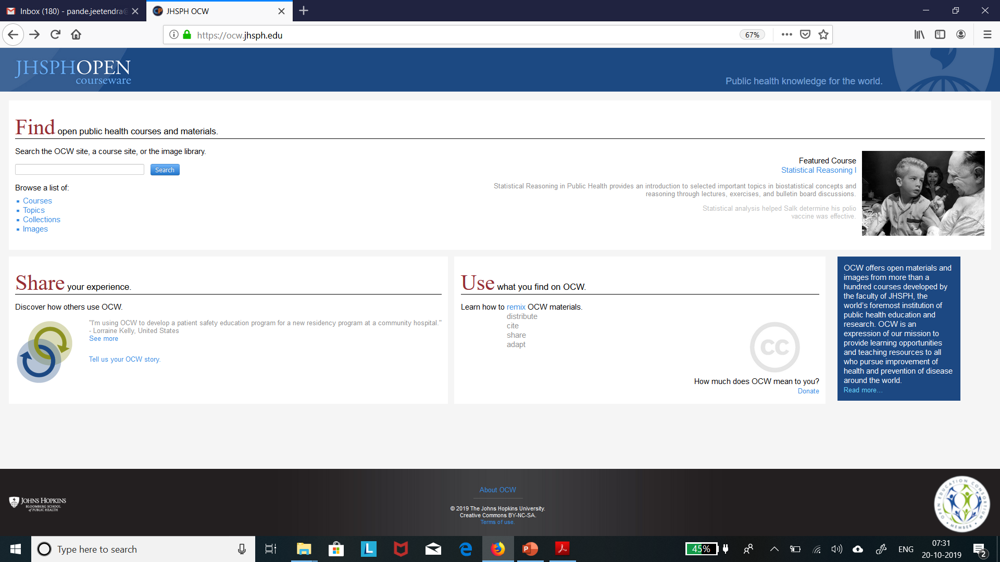 Inbox (180) - pande.jeetendra@
JHSPH OCW
https://ocw.jhsph.edu
67%
JHSPHOPEN
courseware
Public health knowledge for the world.
Find open public health courses and materials.
Search the OCW site, a course site, or the image library.
Search
Browse a list of:
Courses
Topics
Collections
Images
Featured Course
Statistical Reasoning I
Statistical Reasoning in Public Health provides an introduction to selected important topics in biostatistical concepts and
reasoning through lectures, exercises, and bulletin board discussions.
Statistical analysis helped Salk determine his polio
vaccine was effective.
Share your experience.
Discover how others use OCW.
"I'm using OCW to develop a patient safety education program for a new residency program at a community hospital."
- Lorraine Kelly, United States
See more
Tell us your OCW story.
Use what you find on OCW.
Learn how to remix OCW materials.
distribute
cite
share
adapt
CC
How much does OCW mean to you?
Donate
OCW offers open materials and
images from more than a
hundred courses developed by
the faculty of JHSPH, the
world's foremost institution of
public health education and
research. OCW is an
expression of our mission to
provide learning opportunities
and teaching resources to all
who pursue improvement of
health and prevention of disease
around the world.
Read more...
JOHNS HOPKINS
BLOOMBERG SCHOOL
of PUBLIC HEALTH
About OCW
© 2019 The Johns Hopkins University.
Creative Commons BY-NC-SA.
Terms of use.
OPEN EDUCATION CONSORTIUM
MEMBER
Type here to search
L
P
45%
ENG
07:31
20-10-2019
2